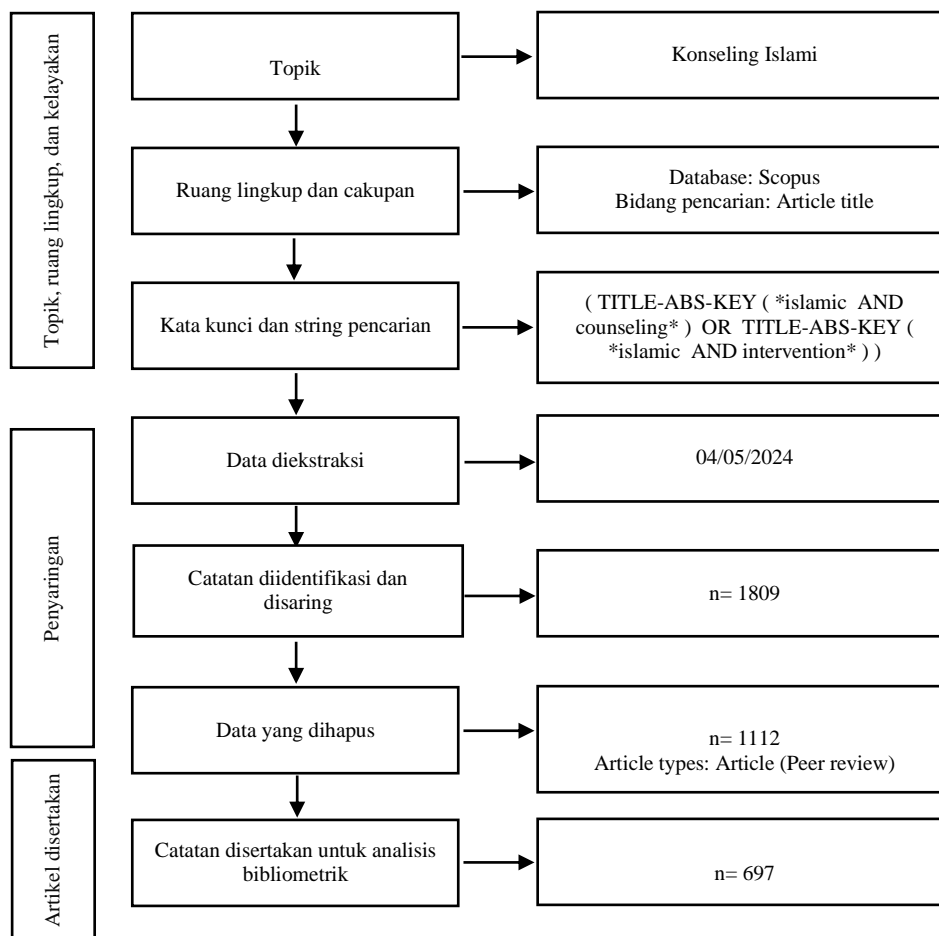 Topik, ruang lingkup, dan kelayakan
Topik
Konseling Islami
Ruang lingkup dan cakupan
Database: Scopus
Bidang pencarian: Article title
Kata kunci dan string pencarian
( TITLE-ABS-KEY ( *islamic AND
counseling* ) OR TITLE-ABS-KEY (
*islamic AND intervention* ) )
Penyaringan
Data diekstraksi
04/05/2024
Catatan diidentifikasi dan
disaring
n= 1809
Data yang dihapus
n= 1112
Article types: Article (Peer review)
Artikel disertakan
Catatan disertakan untuk analisis
bibliometrik
n= 697